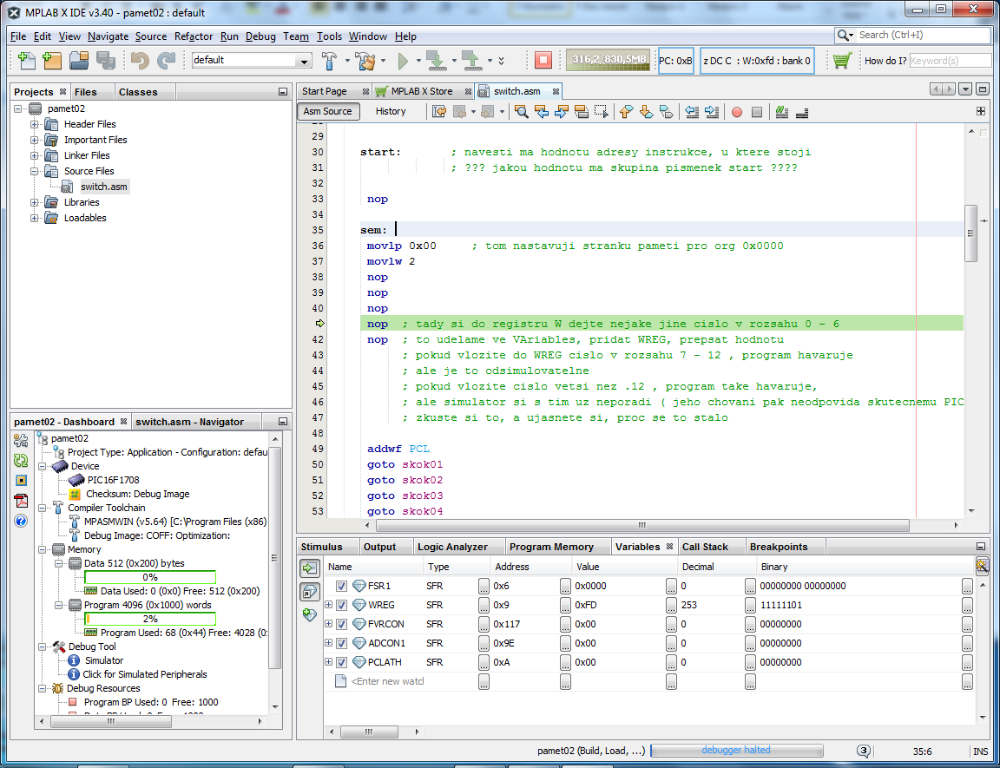 MPLAB X IDE v3.40 - pamet02 : default
File Edit View Navigate Source Refactor Run Debug Team Tools Window Help
Search (Ctrl+I)
default
316,2/830,5MB
PC: 0xB
z DC C : W:0xfd : bank 0
How do I?
Keyword(s)
Projects
Files
Classes
pamet02
Header Files
Important Files
Linker Files
Source Files
switch.asm
Libraries
Loadables
Start Page
MPLAB X Store
switch.asm
Asm Source
History
29
30 start: ; navesti ma hodnotu adresy instrukce, u ktere stoji
31 ; ??? jakou hodnotu ma skupina pismenek start ????
32
33 nop
34
35 sem:
36 movlp 0x00 ; tom nastavuji stranku pameti pro org 0x0000
37 movlw 2
38 nop
39 nop
40 nop
nop ; tady si do registru W dejte nejake jine cislo v rozsahu 0 - 6
42 nop ; to udelame ve VAriables, pridat WREG, prepsat hodnotu
43 ; pokud vlozite do WREG cislo v rozsahu 7 - 12 , program havaruje
44 ; ale je to odsimulovatelne
45 ; pokud vlozite cislo vetsi nez .12 , program take havaruje,
46 ; ale simulator si s tim uz neporadi ( jeho chovani pak neodpovida skutecnemu PIC
47 ; zkuste si to, a ujasnete si, proc se to stalo
48
49 addwf PCL
50 goto skok01
51 goto skok02
52 goto skok03
53 goto skok04
pamet02 - Dashboard
switch.asm - Navigator
pamet02
Project Type: Application - Configuration: defau
Device
PIC16F1708
Checksum: Debug Image
Compiler Toolchain
MPASMWIN (v5.64) [C:\Program Files (x86)
Debug Image: COFF: Optimization:
Memory
Data 512 (0x200) bytes
0%
Data Used: 0 (0x0) Free: 512 (0x200)
Program 4096 (0x1000) words
2%
Program Used: 68 (0x44) Free: 4028 (0:
Debug Tool
Simulator
Click for Simulated Peripherals
Debug Resources
Program BP Used: 0 Free: 1000
Stimulus
Output
Logic Analyzer
Program Memory
Variables
Call Stack
Breakpoints
Name Type Address Value Decimal Binary
FSR1 SFR ... 0x6 ... 0x0000 ... 0 ... 00000000 00000000 ...
WREG SFR ... 0x9 ... 0xFD ... 253 ... 11111101 ...
FVRCON SFR ... 0x117 ... 0x00 ... 0 ... 00000000 ...
ADCON1 SFR ... 0x9E ... 0x00 ... 0 ... 00000000 ...
PCLATH SFR ... 0xA ... 0x00 ... 0 ... 00000000 ...
<Enter new watcl ... ... ... ... ...
pamet02 (Build, Load, ...)
debugger halted
3
35:6
INS